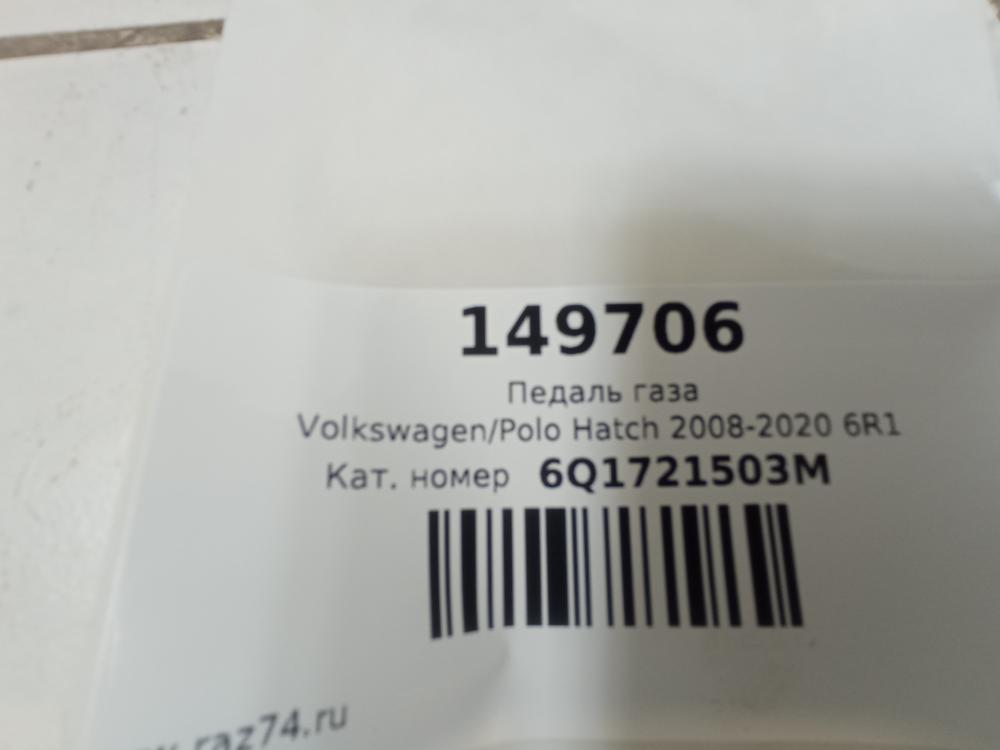 149706
Педаль газа
Volkswagen/Polo Hatch 2008-2020 6R1
Кат. номер 6Q1721503M
raz74.ru